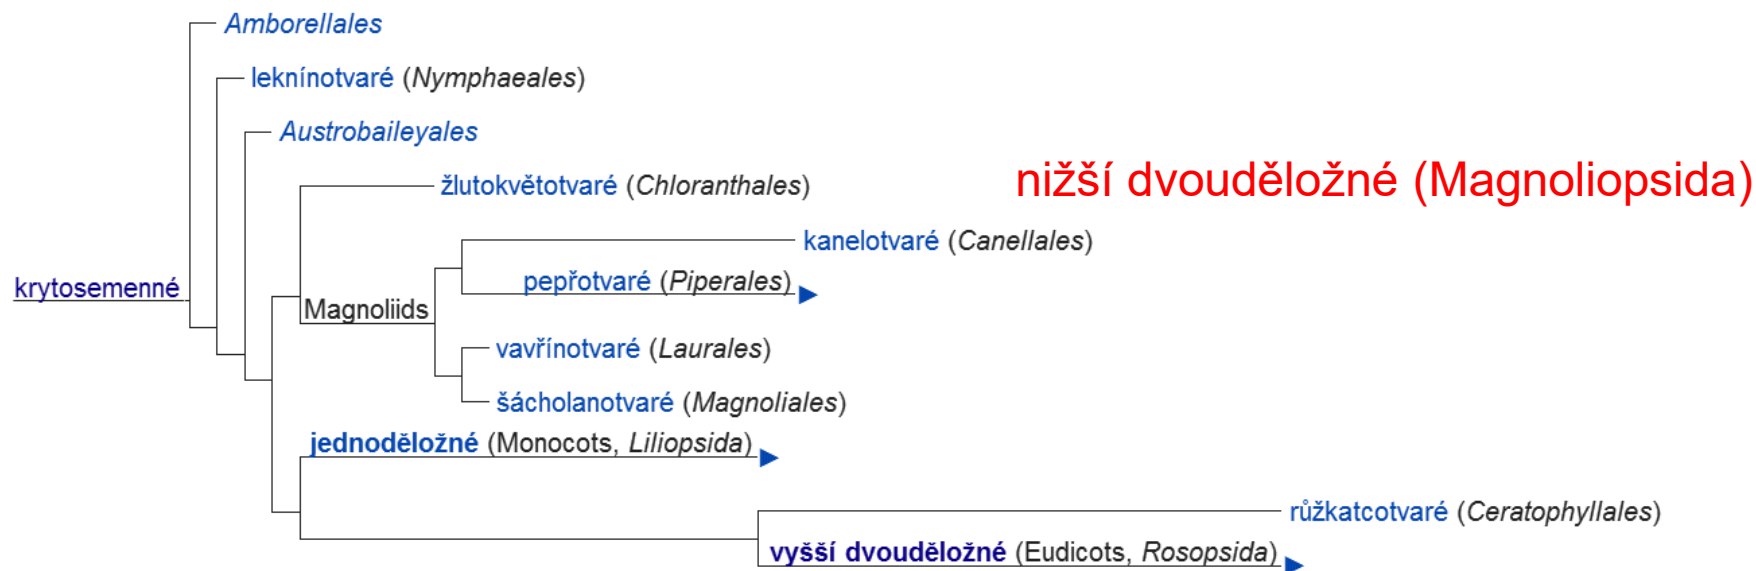 Amborellales
leknínotvaré (Nymphaeales)
Austrobaileyales
žlutokvětotvaré (Chloranthales)
nižší dvouděložné (Magnoliopsida)
kanelotvaré (Canellales)
pepřotvaré (Piperales)
krytosemenné
Magnoliids
vavřínotvaré (Laurales)
šácholanotvaré (Magnoliales)
jednoděložné (Monocots, Liliopsida)
růžkatcotvaré (Ceratophyllales)
vyšší dvouděložné (Eudicots, Rosopsida)